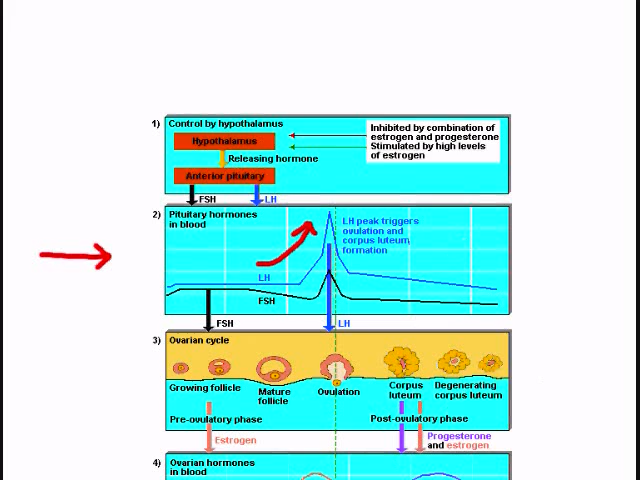 1) Control by hypothalamus
Hypothalamus
Inhibited by combination of
estrogen and progesterone
Stimulated by high levels
of estrogen
Releasing hormone
Anterior pituitary
FSH
LH
2) Pituitary hormones
in blood
LH peak triggers
ovulation and
corpus luteum
formation
LH
FSH
FSH
LH
3) Ovarian cycle
Growing follicle
Mature
follicle
Ovulation
Corpus
luteum
Degenerating
corpus luteum
Pre-ovulatory phase
Post-ovulatory phase
Estrogen
Progesterone
and estrogen
4) Ovarian hormones
in blood